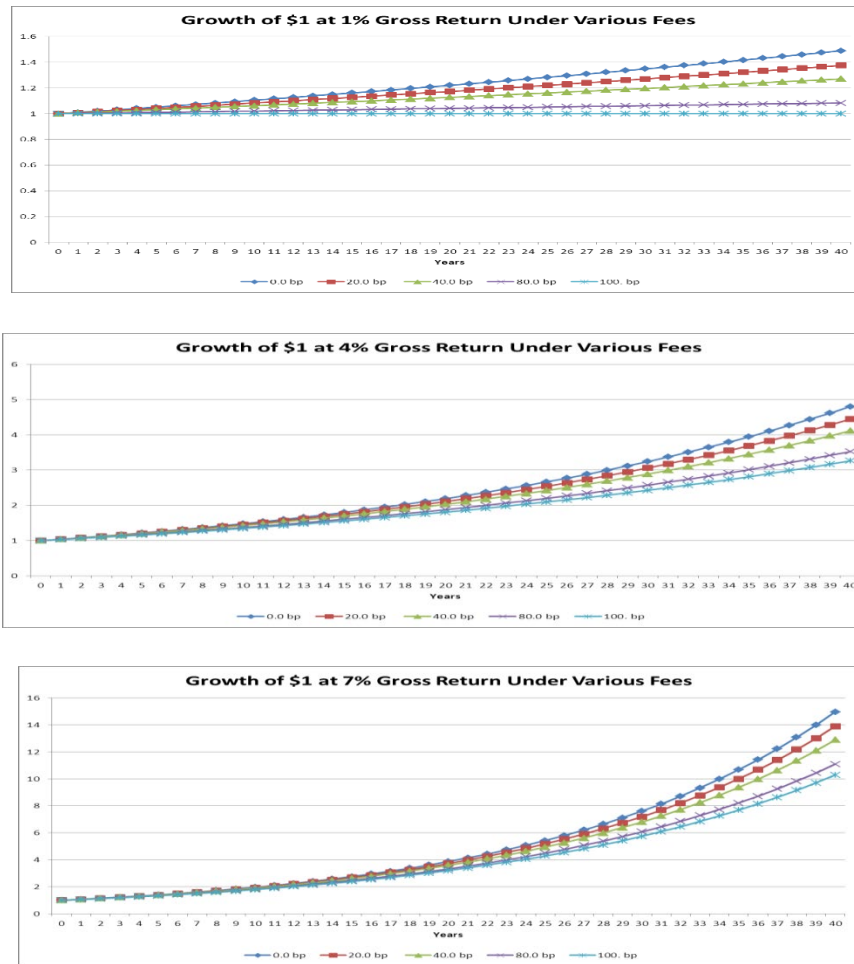 Growth of $1 at 1% Gross Return Under Various Fees
1.6
1.4
1.2
1
0.8
0.6
0.4
0.2
0
0 1 2 3 4 5 6 7 8 9 10 11 12 13 14 15 16 17 18 19 20 21 22 23 24 25 26 27 28 29 30 31 32 33 34 35 36 37 38 39 40
Years
0.0 bp 20.0 bp 40.0 bp 80.0 bp 100. bp
Growth of $1 at 4% Gross Return Under Various Fees
6
5
4
3
2
1
0
0 1 2 3 4 5 6 7 8 9 10 11 12 13 14 15 16 17 18 19 20 21 22 23 24 25 26 27 28 29 30 31 32 33 34 35 36 37 38 39 40
Years
0.0 bp 20.0 bp 40.0 bp 80.0 bp 100. bp
Growth of $1 at 7% Gross Return Under Various Fees
16
14
12
10
8
6
4
2
0
0 1 2 3 4 5 6 7 8 9 10 11 12 13 14 15 16 17 18 19 20 21 22 23 24 25 26 27 28 29 30 31 32 33 34 35 36 37 38 39 40
Years
0.0 bp 20.0 bp 40.0 bp 80.0 bp 100. bp